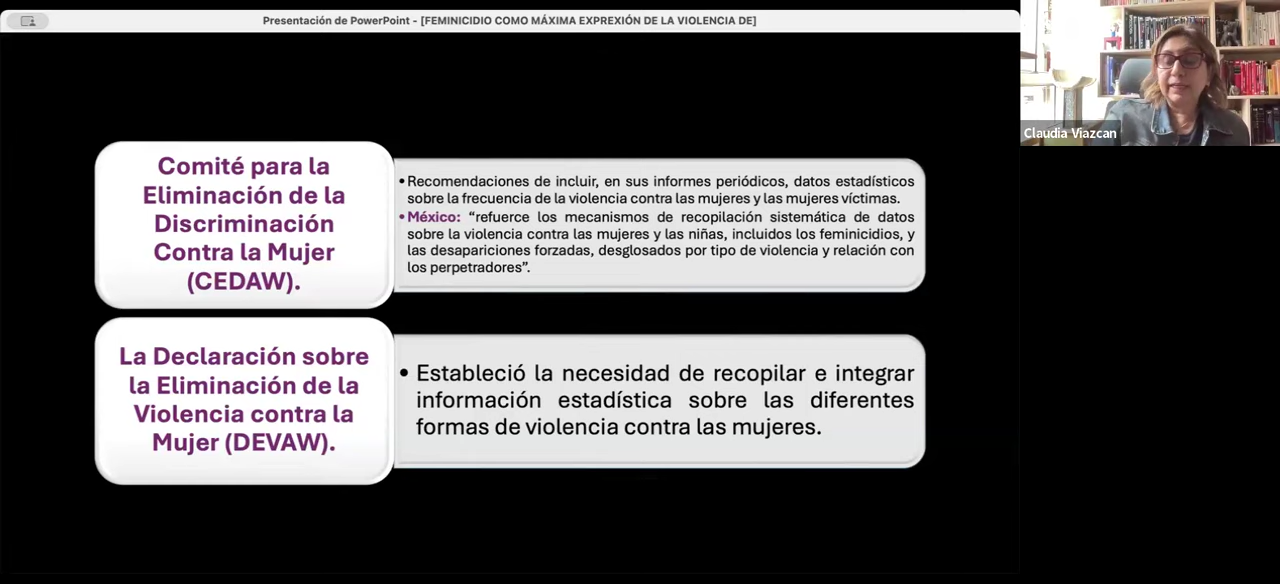 Presentación de PowerPoint - [FEMINICIDIO COMO MÁXIMA EXPREXIÓN DE LA VIOLENCIA DE]
Claudia Viazcan
Comité para la
Eliminación de la
Discriminación
Contra la Mujer
(CEDAW).
•Recomendaciones de incluir, en sus informes periódicos, datos estadísticos
sobre la frecuencia de la violencia contra las mujeres y las mujeres víctimas.
•México: “refuerce los mecanismos de recopilación sistemática de datos
sobre la violencia contra las mujeres y las niñas, incluidos los feminicidios, y
las desapariciones forzadas, desglosados por tipo de violencia y relación con
los perpetradores”.
La Declaración sobre
la Eliminación de la
Violencia contra la
Mujer (DEVAW).
• Estableció la necesidad de recopilar e integrar
información estadística sobre las diferentes
formas de violencia contra las mujeres.